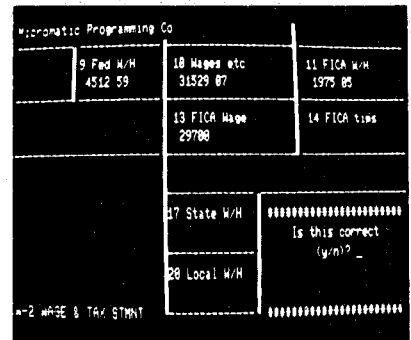 Micromatic Programming Co
9 Fed W/H 10 Wages etc 11 FICA W/H
4512 59 31529 07 1975 05
13 FICA Wage 14 FICA tips
29700
17 State W/H
Is this correct
(y/n)? _
20 Local W/H
W-2 WAGE & TAX STMNT